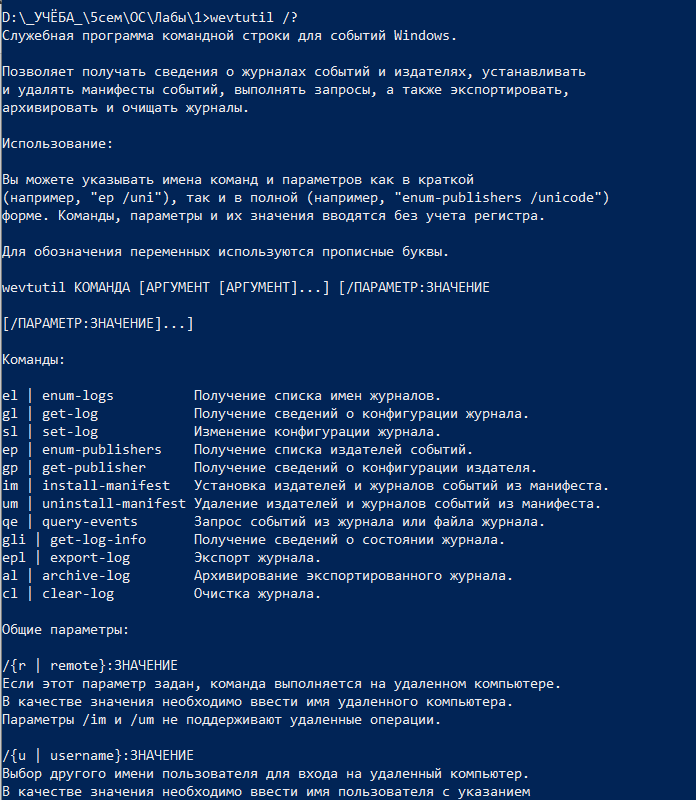 D:\_УЧЁБА_\5сем\ОС\Лабы\1>wevtutil /?
Служебная программа командной строки для событий Windows.
Позволяет получать сведения о журналах событий и издателях, устанавливать
и удалять манифесты событий, выполнять запросы, а также экспортировать,
архивировать и очищать журналы.
Использование:
Вы можете указывать имена команд и параметров как в краткой
(например, "ep /uni"), так и в полной (например, "enum-publishers /unicode")
форме. Команды, параметры и их значения вводятся без учета регистра.
Для обозначения переменных используются прописные буквы.
wevtutil КОМАНДА [АРГУМЕНТ [АРГУМЕНТ]...] [/ПАРАМЕТР:ЗНАЧЕНИЕ
[/ПАРАМЕТР:ЗНАЧЕНИЕ]...]
Команды:
el | enum-logs          Получение списка имен журналов.
gl | get-log            Получение сведений о конфигурации журнала.
sl | set-log            Изменение конфигурации журнала.
ep | enum-publishers    Получение списка издателей событий.
gp | get-publisher      Получение сведений о конфигурации издателя.
im | install-manifest   Установка издателей и журналов событий из манифеста.
um | uninstall-manifest Удаление издателей и журналов событий из манифеста.
qe | query-events       Запрос событий из журнала или файла журнала.
gli | get-log-info      Получение сведений о состоянии журнала.
epl | export-log        Экспорт журнала.
al | archive-log        Архивирование экспортированного журнала.
cl | clear-log          Очистка журнала.
Общие параметры:
/{r | remote}:ЗНАЧЕНИЕ
Если этот параметр задан, команда выполняется на удаленном компьютере.
В качестве значения необходимо ввести имя удаленного компьютера.
Параметры /im и /um не поддерживают удаленные операции.
/{u | username}:ЗНАЧЕНИЕ
Выбор другого имени пользователя для входа на удаленный компьютер.
В качестве значения необходимо ввести имя пользователя с указанием